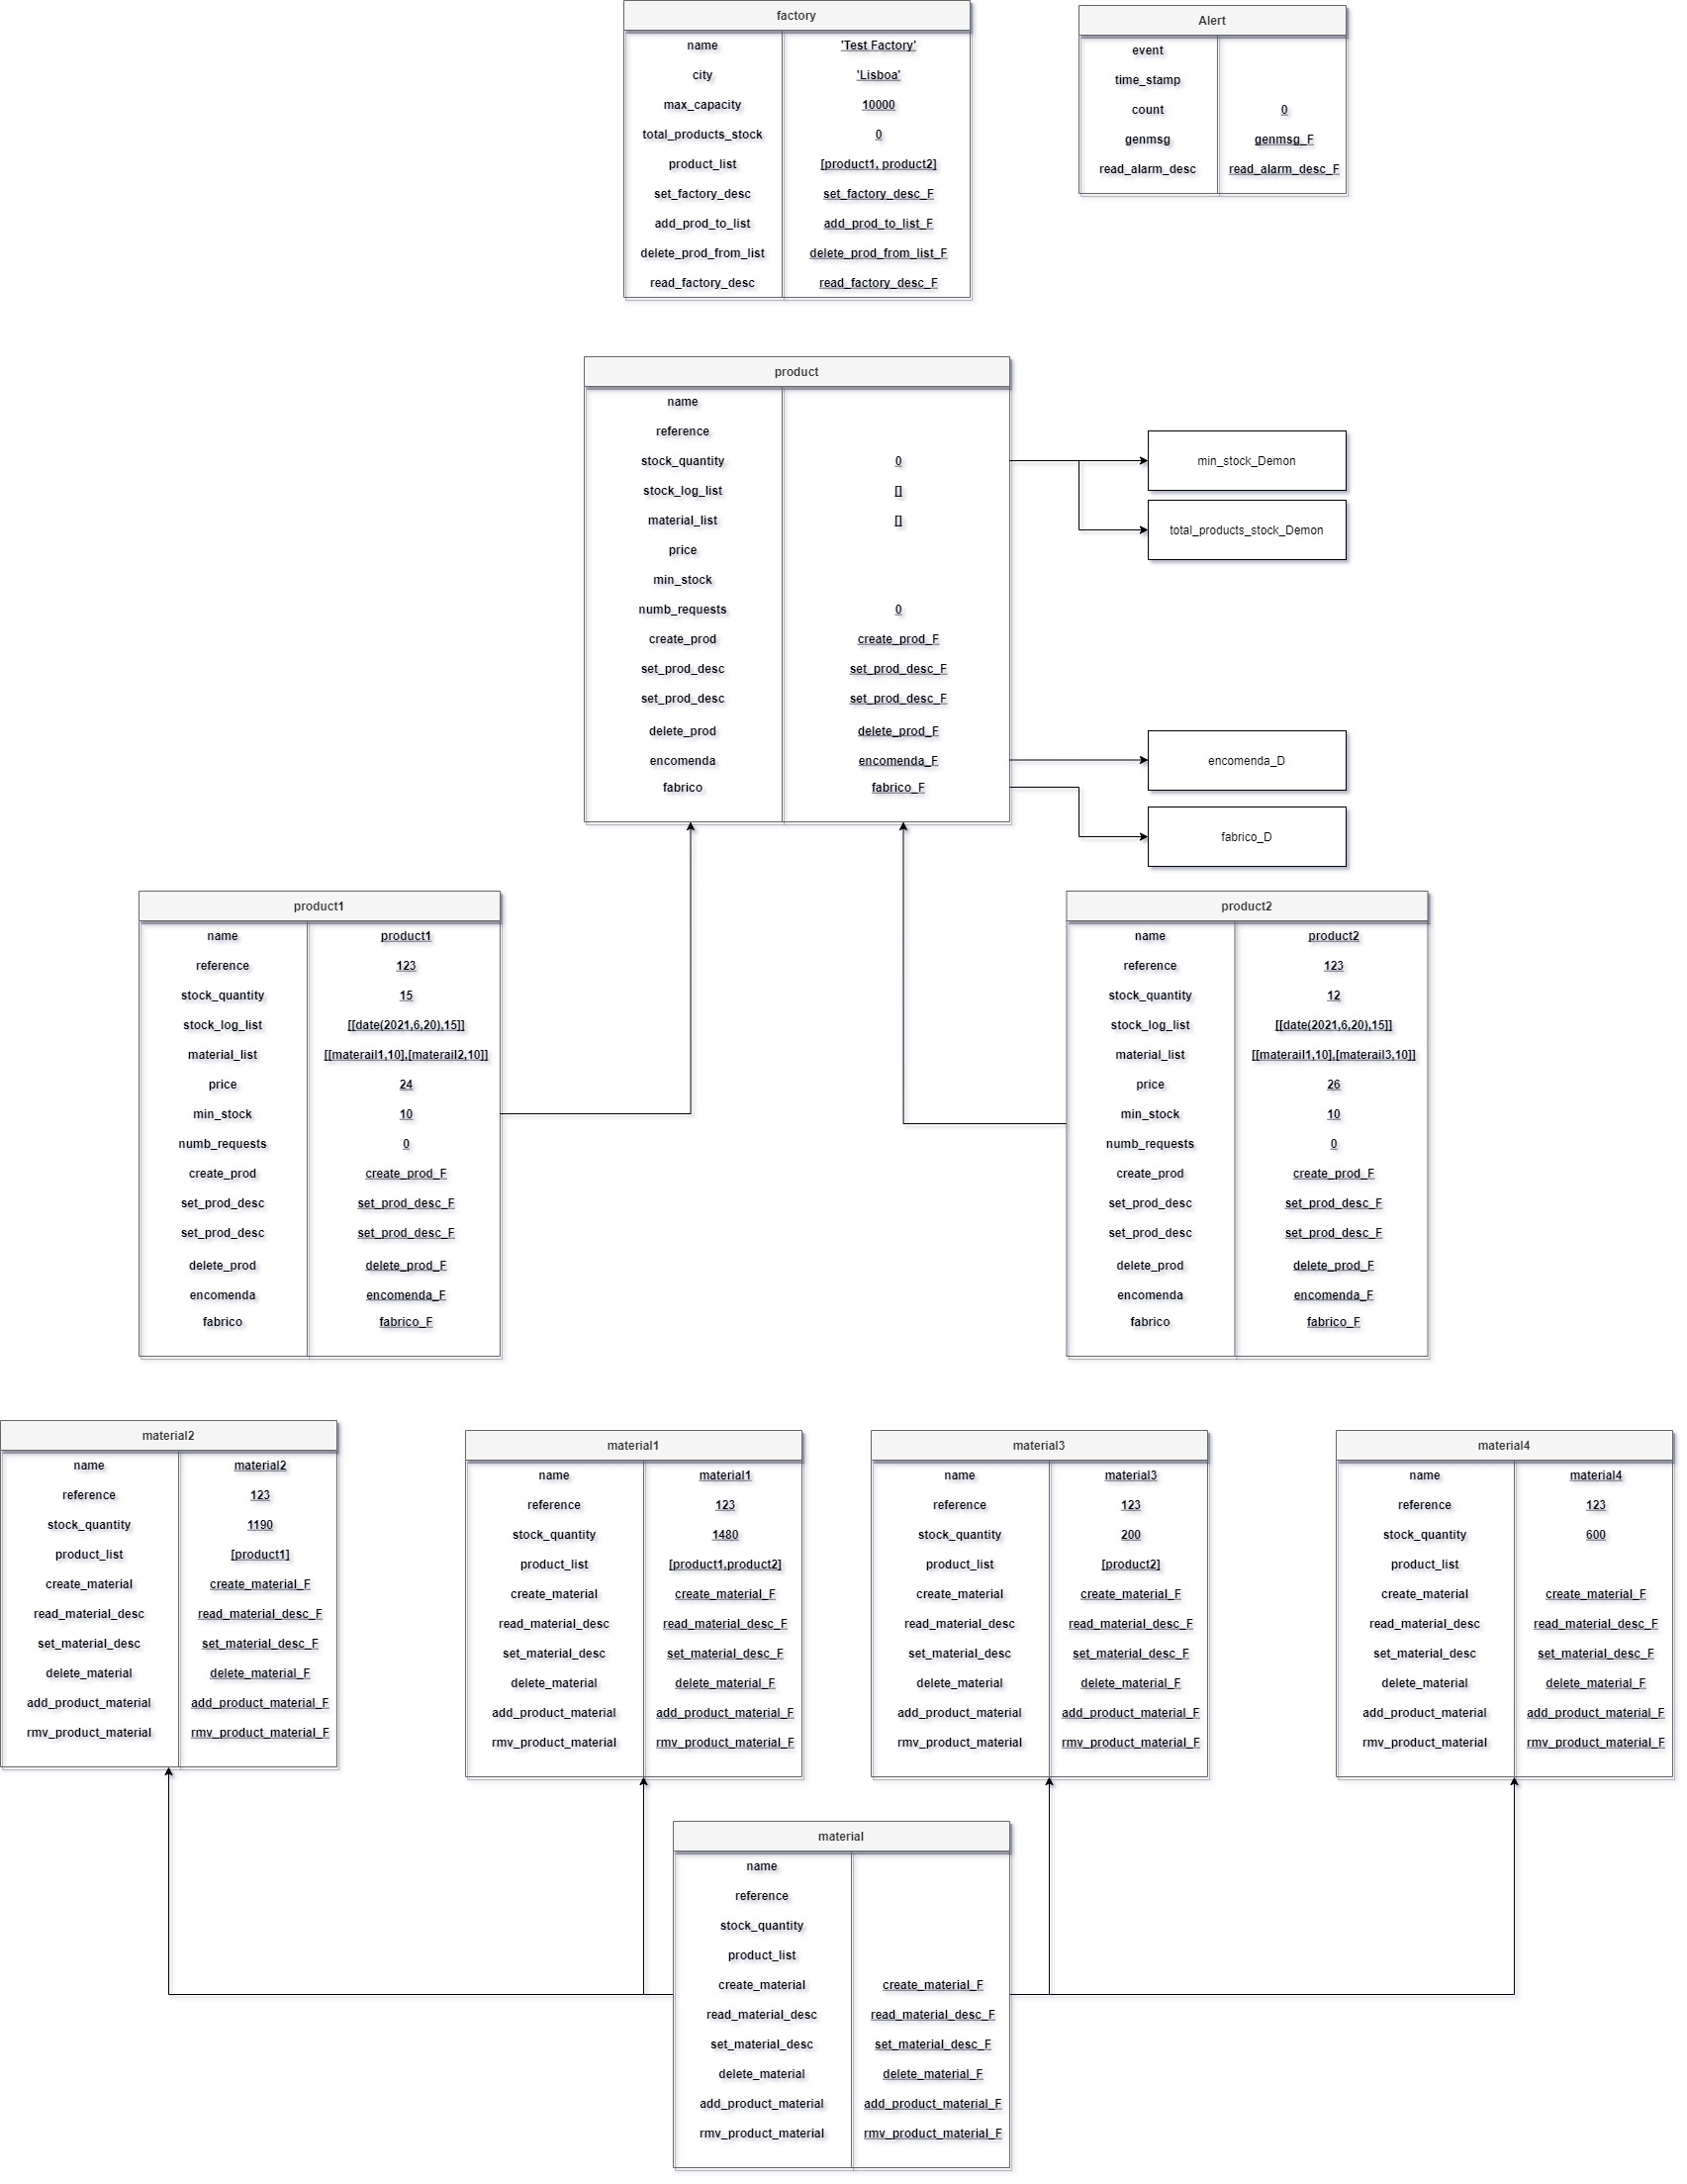 factory
name 'Test Factory'
city 'Lisboa'
max_capacity 10000
total_products_stock 0
product_list [product1, product2]
set_factory_desc set_factory_desc_F
add_prod_to_list add_prod_to_list_F
delete_prod_from_list delete_prod_from_list_F
read_factory_desc read_factory_desc_F
Alert
event
time_stamp
count 0
genmsg genmsg_F
read_alarm_desc read_alarm_desc_F
product
name
reference
stock_quantity 0
stock_log_list []
material_list []
price
min_stock
numb_requests 0
create_prod create_prod_F
set_prod_desc set_prod_desc_F
set_prod_desc set_prod_desc_F
delete_prod delete_prod_F
encomenda encomenda_F
fabrico fabrico_F
min_stock_Demon
total_products_stock_Demon
encomenda_D
fabrico_D
product1
name product1
reference 123
stock_quantity 15
stock_log_list [[date(2021,6,20),15]]
material_list [[materail1,10],[materail2,10]]
price 24
min_stock 10
numb_requests 0
create_prod create_prod_F
set_prod_desc set_prod_desc_F
set_prod_desc set_prod_desc_F
delete_prod delete_prod_F
encomenda encomenda_F
fabrico fabrico_F
product2
name product2
reference 123
stock_quantity 12
stock_log_list [[date(2021,6,20),15]]
material_list [[materail1,10],[materail3,10]]
price 26
min_stock 10
numb_requests 0
create_prod create_prod_F
set_prod_desc set_prod_desc_F
set_prod_desc set_prod_desc_F
delete_prod delete_prod_F
encomenda encomenda_F
fabrico fabrico_F
material2
name material2
reference 123
stock_quantity 1190
product_list [product1]
create_material create_material_F
read_material_desc read_material_desc_F
set_material_desc set_material_desc_F
delete_material delete_material_F
add_product_material add_product_material_F
rmv_product_material rmv_product_material_F
material1
name material1
reference 123
stock_quantity 1480
product_list [product1,product2]
create_material create_material_F
read_material_desc read_material_desc_F
set_material_desc set_material_desc_F
delete_material delete_material_F
add_product_material add_product_material_F
rmv_product_material rmv_product_material_F
material3
name material3
reference 123
stock_quantity 200
product_list [product2]
create_material create_material_F
read_material_desc read_material_desc_F
set_material_desc set_material_desc_F
delete_material delete_material_F
add_product_material add_product_material_F
rmv_product_material rmv_product_material_F
material4
name material4
reference 123
stock_quantity 600
product_list
create_material create_material_F
read_material_desc read_material_desc_F
set_material_desc set_material_desc_F
delete_material delete_material_F
add_product_material add_product_material_F
rmv_product_material rmv_product_material_F
material
name
reference
stock_quantity
product_list
create_material create_material_F
read_material_desc read_material_desc_F
set_material_desc set_material_desc_F
delete_material delete_material_F
add_product_material add_product_material_F
rmv_product_material rmv_product_material_F